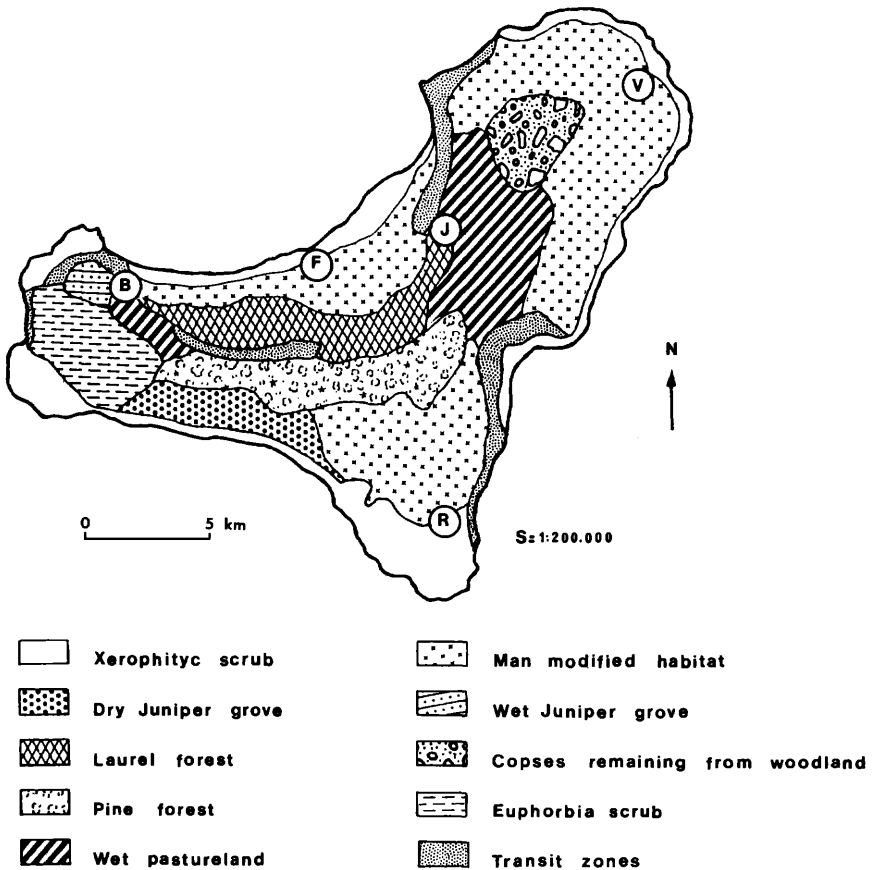 V
J
F
B
N
R
0 5 km
S= 1:200.000
Xerophityc scrub
Dry Juniper grove
Laurel forest
Pine forest
Wet pastureland
Man modified habitat
Wet Juniper grove
Copses remaining from woodland
Euphorbia scrub
Transit zones